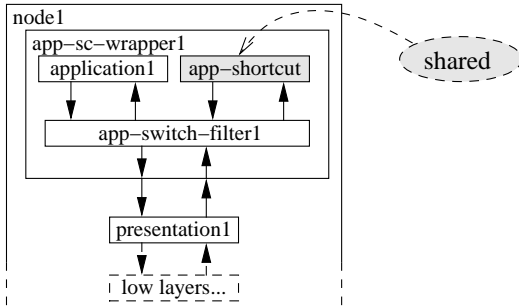 node1
app-sc-wrapper1
application1
app-shortcut
shared
app-switch-filter1
presentation1
low layers...